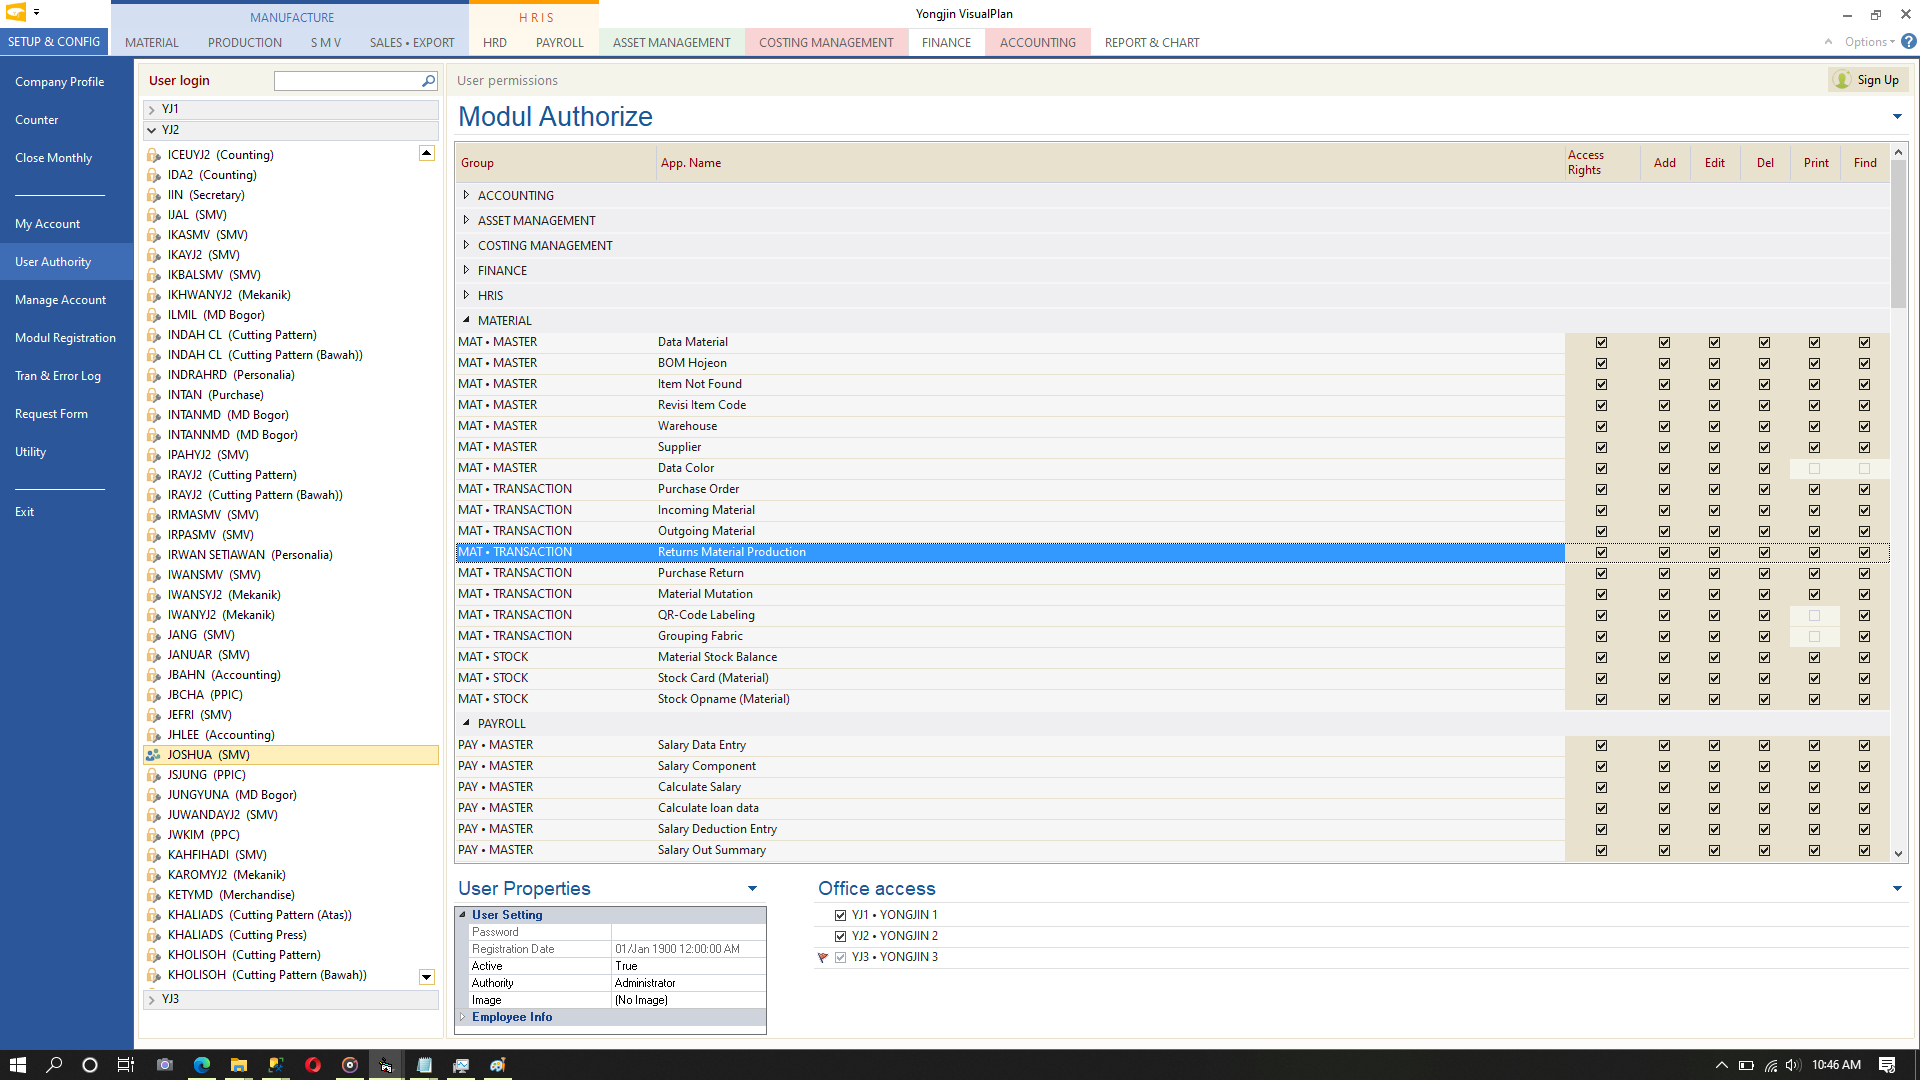 Yongjin VisualPlan
MANUFACTURE
H R I S
SETUP & CONFIG
MATERIAL
PRODUCTION
S M V
SALES • EXPORT
HRD
PAYROLL
ASSET MANAGEMENT
COSTING MANAGEMENT
FINANCE
ACCOUNTING
REPORT & CHART
Options
Company Profile
Counter
Close Monthly
My Account
User Authority
Manage Account
Modul Registration
Tran & Error Log
Request Form
Utility
Exit
User login
YJ1
YJ2
ICEUYJ2 (Counting)
IDA2 (Counting)
IIN (Secretary)
IJAL (SMV)
IKASMV (SMV)
IKAYJ2 (SMV)
IKBALSMV (SMV)
IKHWANYJ2 (Mekanik)
ILMIL (MD Bogor)
INDAH CL (Cutting Pattern)
INDAH CL (Cutting Pattern (Bawah))
INDRAHRD (Personalia)
INTAN (Purchase)
INTANMD (MD Bogor)
INTANNMD (MD Bogor)
IPAHYJ2 (SMV)
IRAYJ2 (Cutting Pattern)
IRAYJ2 (Cutting Pattern (Bawah))
IRMASMV (SMV)
IRPASMV (SMV)
IRWAN SETIAWAN (Personalia)
IWANSMV (SMV)
IWANSYJ2 (Mekanik)
IWANYJ2 (Mekanik)
JANG (SMV)
JANUAR (SMV)
JBAHN (Accounting)
JBCHA (PPIC)
JEFRI (SMV)
JHLEE (Accounting)
JOSHUA (SMV)
JSJUNG (PPIC)
JUNGYUNA (MD Bogor)
JUWANDAYJ2 (SMV)
JWKIM (PPC)
KAHFIHADI (SMV)
KAROMYJ2 (Mekanik)
KETYMD (Merchandise)
KHALIADS (Cutting Pattern (Atas))
KHALIADS (Cutting Press)
KHOLISOH (Cutting Pattern)
KHOLISOH (Cutting Pattern (Bawah))
YJ3
User permissions
Sign Up
Modul Authorize
Group App. Name Access Rights Add Edit Del Print Find
ACCOUNTING
ASSET MANAGEMENT
COSTING MANAGEMENT
FINANCE
HRIS
MATERIAL
MAT • MASTER Data Material
MAT • MASTER BOM Hojeon
MAT • MASTER Item Not Found
MAT • MASTER Revisi Item Code
MAT • MASTER Warehouse
MAT • MASTER Supplier
MAT • MASTER Data Color
MAT • TRANSACTION Purchase Order
MAT • TRANSACTION Incoming Material
MAT • TRANSACTION Outgoing Material
MAT • TRANSACTION Returns Material Production
MAT • TRANSACTION Purchase Return
MAT • TRANSACTION Material Mutation
MAT • TRANSACTION QR-Code Labeling
MAT • TRANSACTION Grouping Fabric
MAT • STOCK Material Stock Balance
MAT • STOCK Stock Card (Material)
MAT • STOCK Stock Opname (Material)
PAYROLL
PAY • MASTER Salary Data Entry
PAY • MASTER Salary Component
PAY • MASTER Calculate Salary
PAY • MASTER Calculate loan data
PAY • MASTER Salary Deduction Entry
PAY • MASTER Salary Out Summary
User Properties
User Setting
Password
Registration Date 01/Jan 1900 12:00:00 AM
Active True
Authority Administrator
Image (No Image)
Employee Info
Office access
YJ1 • YONGJIN 1
YJ2 • YONGJIN 2
YJ3 • YONGJIN 3
10:46 AM